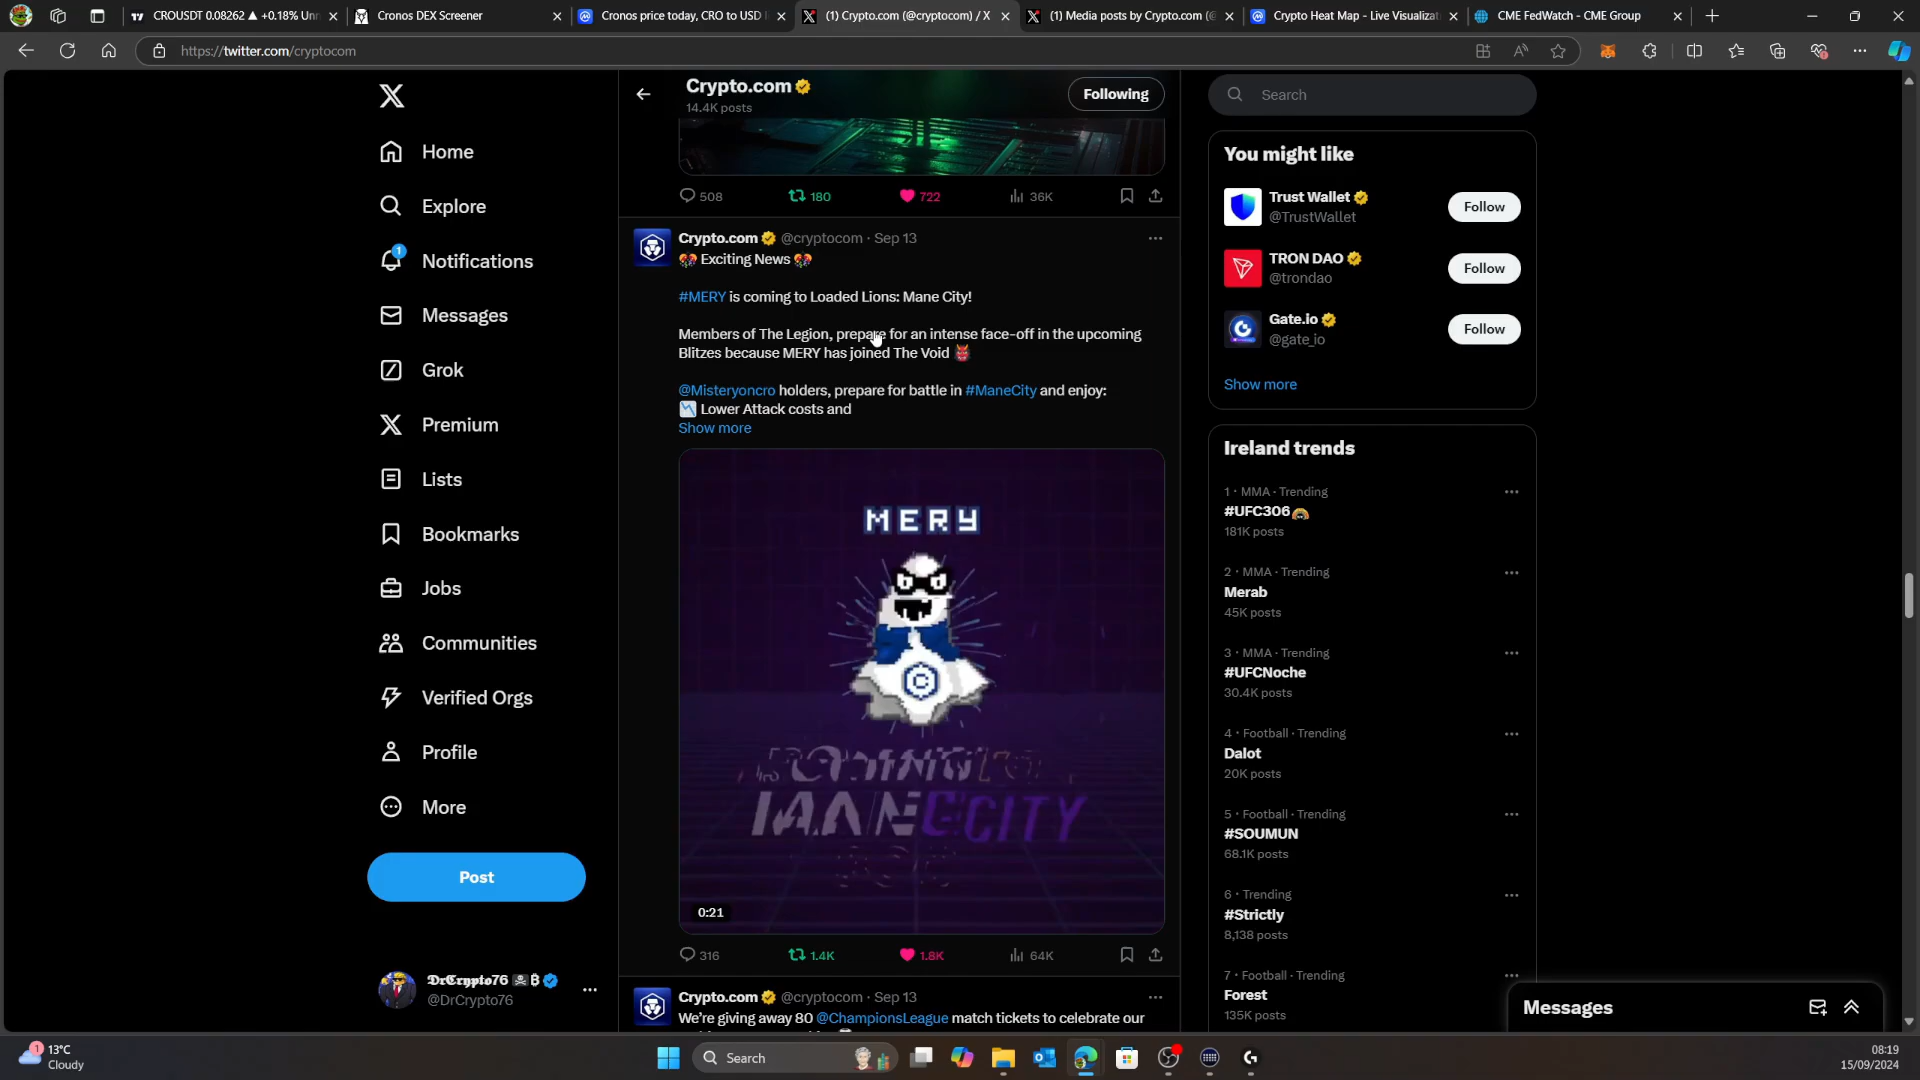 CROUSDT 0.08262 ▲ +0.18% Unn
Cronos DEX Screener
Cronos price today, CRO to USD
(1) Crypto.com (@cryptocom) / X
(1) Media posts by Crypto.com (@
Crypto Heat Map - Live Visualizat
CME FedWatch - CME Group
https://twitter.com/cryptocom
Home
Explore
1
Notifications
Messages
Grok
Premium
Lists
Bookmarks
Jobs
Communities
Verified Orgs
Profile
More
Post
DrCrypto76 ☠️₿
@DrCrypto76
Crypto.com
14.4K posts
Following
508 180 722 36K
Crypto.com @cryptocom · Sep 13
Exciting News
#MERY is coming to Loaded Lions: Mane City!
Members of The Legion, prepare for an intense face-off in the upcoming
Blitzes because MERY has joined The Void 👹
@Misteryoncro holders, prepare for battle in #ManeCity and enjoy:
📉 Lower Attack costs and
Show more
MERY
CITY
0:21
316 1.4K 1.8K 64K
Crypto.com @cryptocom · Sep 13
We're giving away 80 @ChampionsLeague match tickets to celebrate our
Search
You might like
Trust Wallet
@TrustWallet
Follow
TRON DAO
@trondao
Follow
Gate.io
@gate_io
Follow
Show more
Ireland trends
1 · MMA · Trending
#UFC306
181K posts
2 · MMA · Trending
Merab
45K posts
3 · MMA · Trending
#UFCNoche
30.4K posts
4 · Football · Trending
Dalot
20K posts
5 · Football · Trending
#SOUMUN
68.1K posts
6 · Trending
#Strictly
8,138 posts
7 · Football · Trending
Forest
135K posts
Messages
1
13°C
Cloudy
Search
08:19
15/09/2024